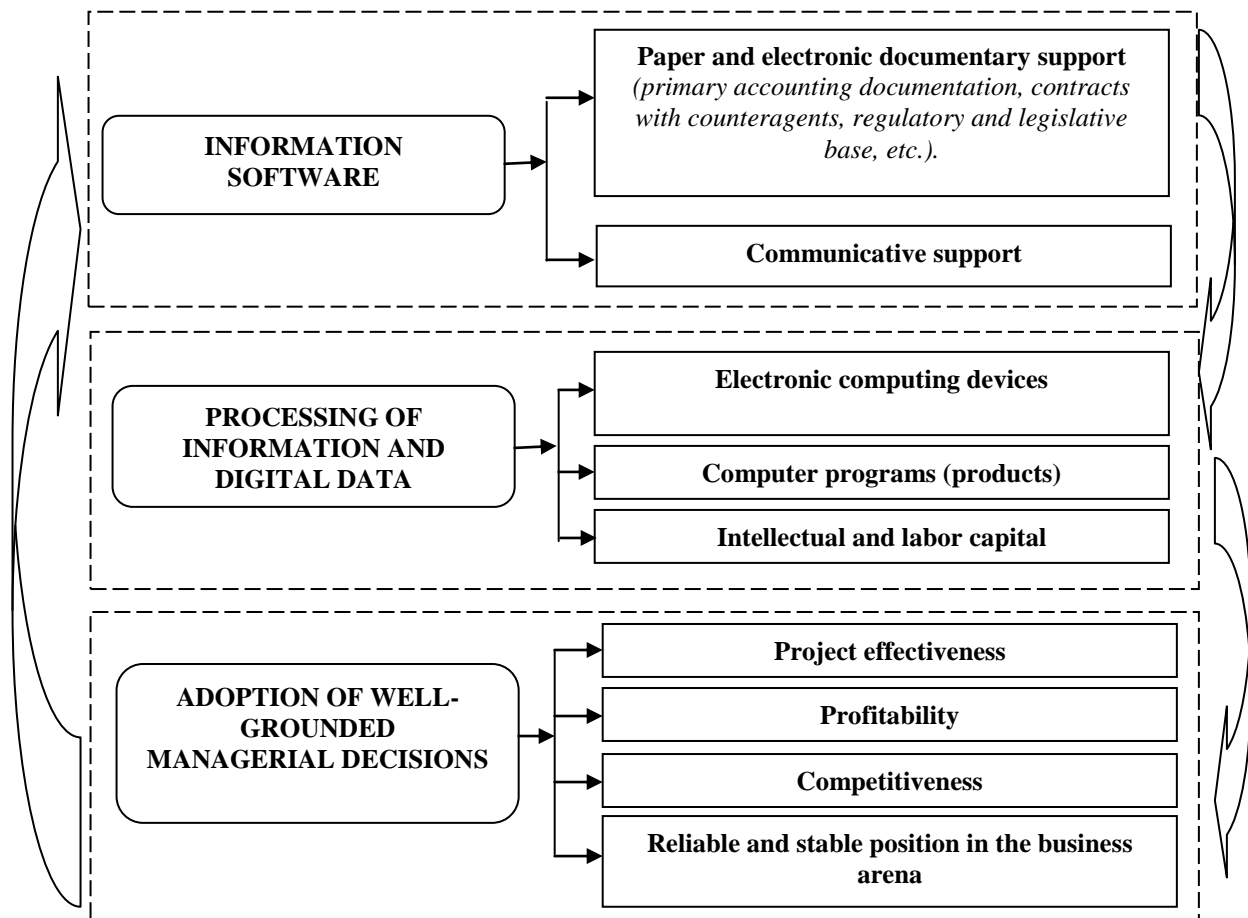 INFORMATION
SOFTWARE
Paper and electronic documentary support
(primary accounting documentation, contracts
with counteragents, regulatory and legislative
base, etc.).
Communicative support
PROCESSING OF
INFORMATION AND
DIGITAL DATA
Electronic computing devices
Computer programs (products)
Intellectual and labor capital
ADOPTION OF WELL-
GROUNDED
MANAGERIAL DECISIONS
Project effectiveness
Profitability
Competitiveness
Reliable and stable position in the business
arena